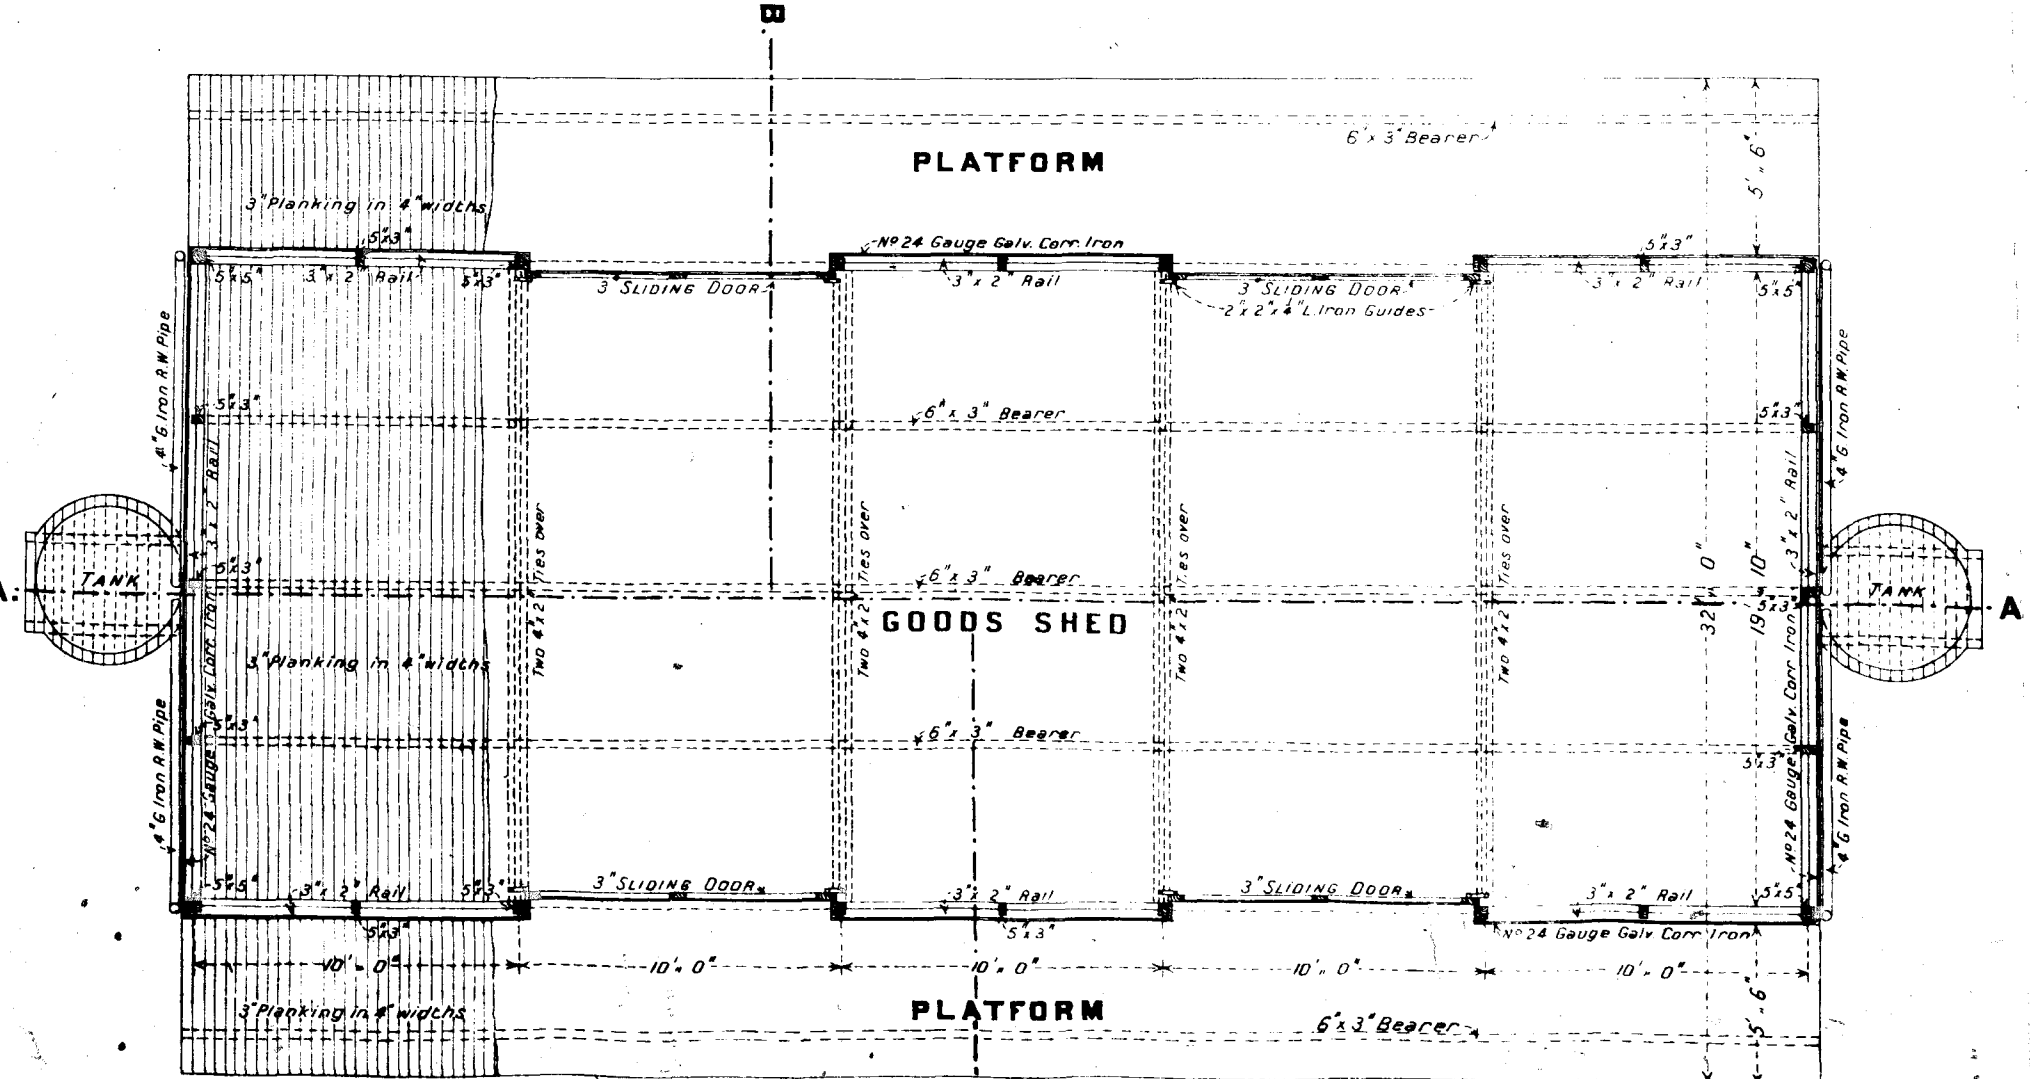 B
6" x 3" Bearer
PLATFORM
5' 6"
3" Planking in 4" widths
5"x3"
Nº 24 Gauge Galv. Corr. Iron
5"x3"
5"x5"
3" x 2" Rail
5"x3"
3" SLIDING DOOR
3" x 2" Rail
3" SLIDING DOOR
2" x 2" x ¼" L Iron Guides
3" x 2" Rail
5"x5"
4" G Iron R.W. Pipe
4" G Iron R.W. Pipe
5"x3"
6" x 3" Bearer
5"x3"
3" x 2" Rail
3" x 2" Rail
5"x3"
6" x 3" Bearer
TANK
TANK
A
A
Two 4" x 2" Ties over
Two 4" x 2" Ties over
Two 4" x 2" Ties over
Two 4" x 2" Ties over
GOODS SHED
19' 10"
5"x3"
3" Planking in 4" widths
Nº 24 Gauge Galv. Corr. Iron
Nº 24 Gauge Galv. Corr. Iron
5"x3"
6" x 3" Bearer
5"x3"
4" G Iron R.W. Pipe
4" G Iron R.W. Pipe
5"x5"
3" x 2" Rail
5"x3"
3" SLIDING DOOR
3" x 2" Rail
3" SLIDING DOOR
3" x 2" Rail
5"x5"
5"x3"
5"x3"
Nº 24 Gauge Galv. Corr. Iron
10' 0"
10' 0"
10' 0"
10' 0"
10' 0"
3" Planking in 4" widths
PLATFORM
6" x 3" Bearer
5' 6"